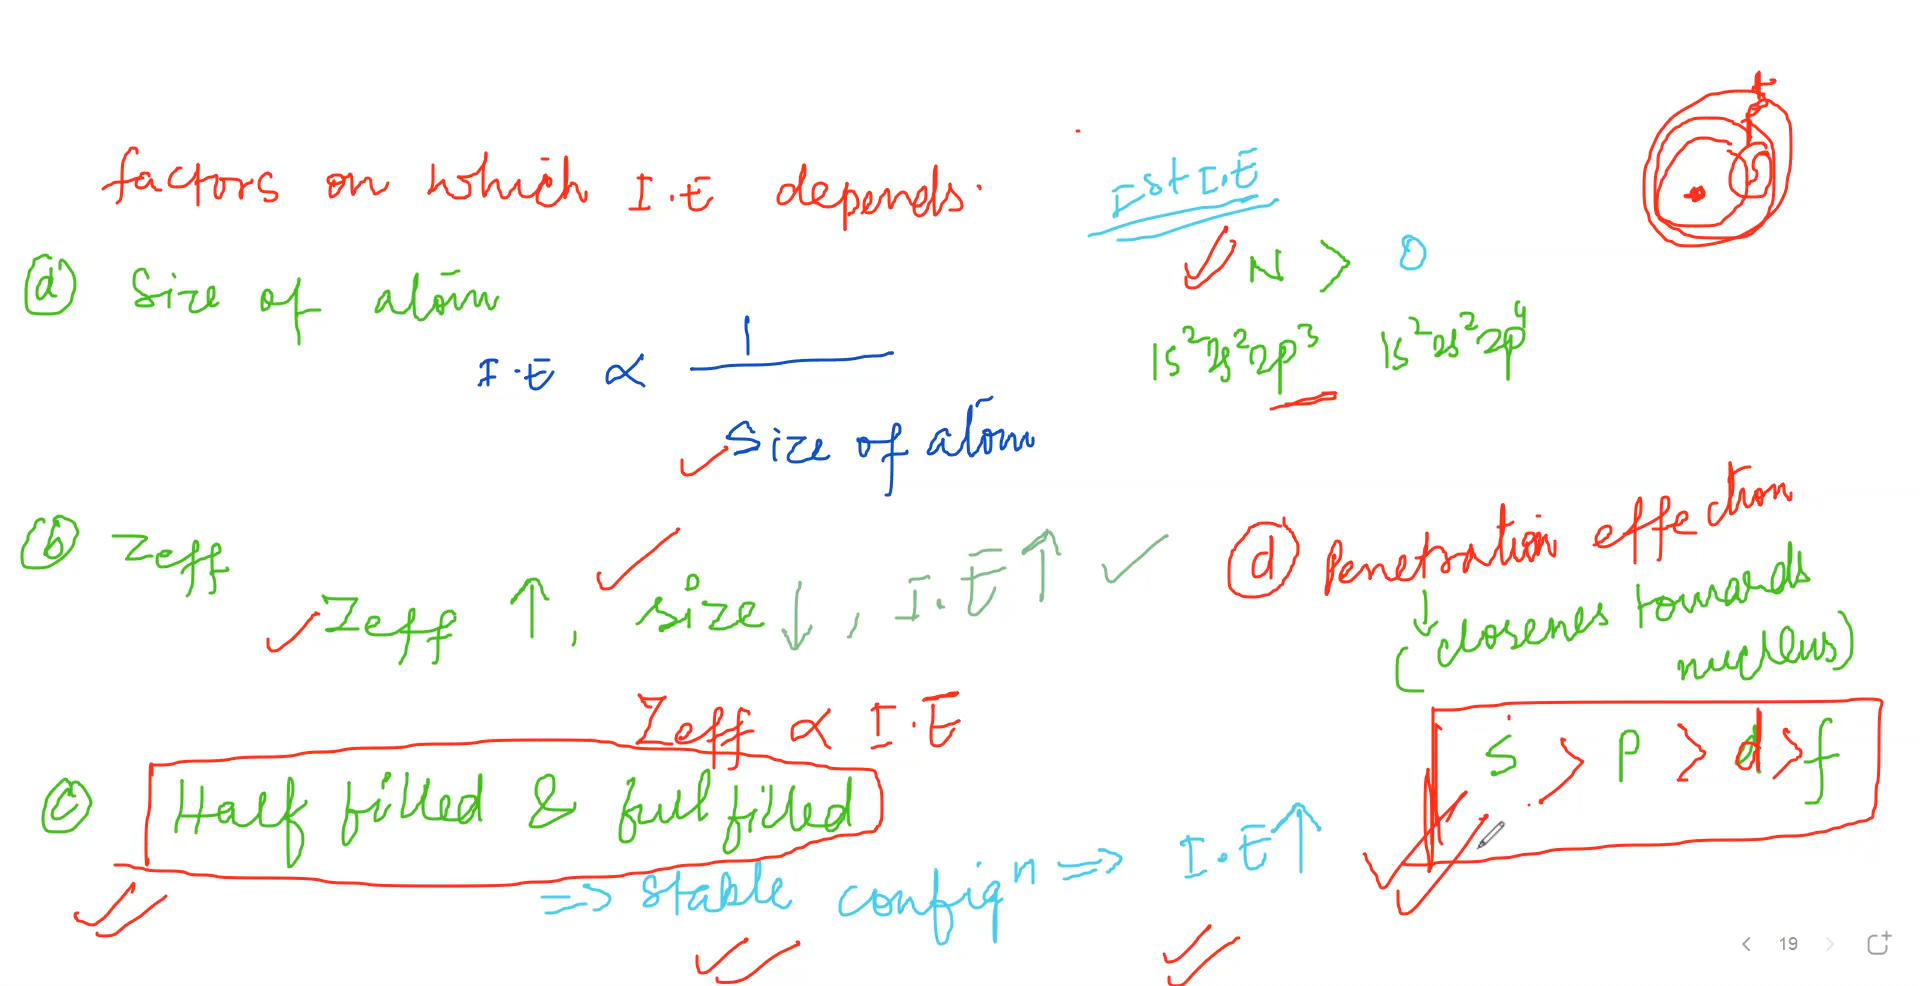 factors on which I.E depends.
Ist I.E
N > O
1s²2s²2p³ 1s²2s²2p⁴
(a) Size of atom
I.E ∝ 1
Size of atom
(b) Zeff
Zeff ↑, size ↓, I.E ↑
Zeff ∝ I.E
(c) Half filled & full filled
=> stable configⁿ => I.E ↑
(d) Penetration effection
↓
(closenes towards
nucleus)
s > p > d > f
< 19 >